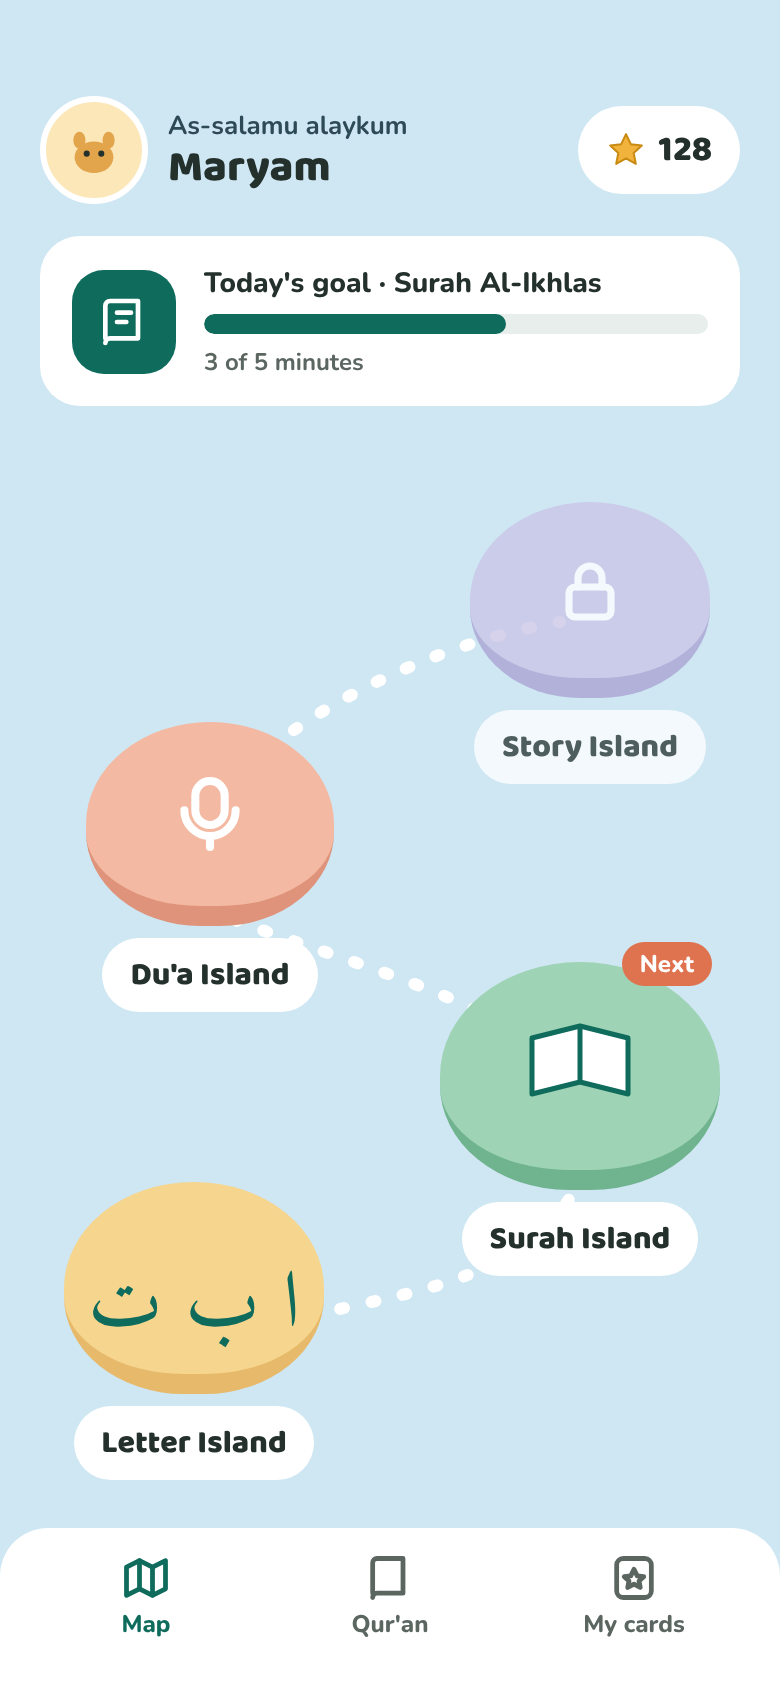 As-salamu alaykum
Maryam
128
Today's goal · Surah Al-Ikhlas
3 of 5 minutes
Story Island
Du'a Island
Next
Surah Island
ا ب ت
Letter Island
Map
Qur'an
My cards